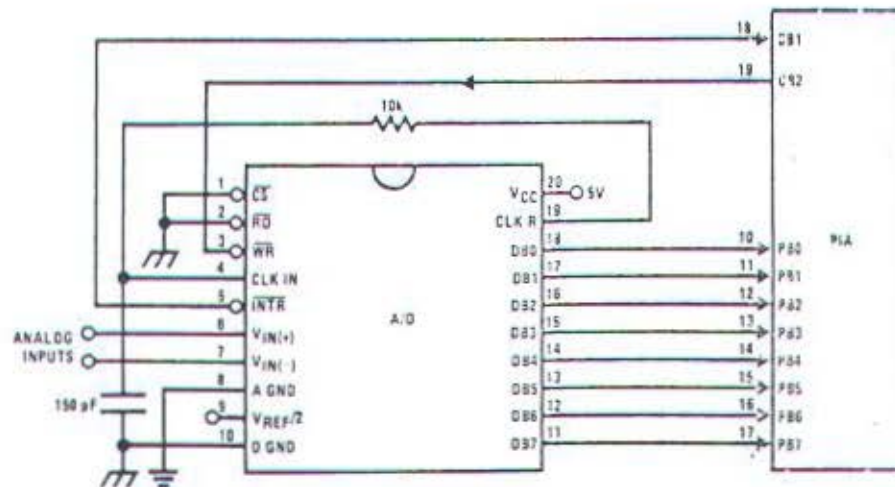 18 CB1
19 CB2
10k
1 CS
2 RD
3 WR
4 CLK IN
5 INTR
6 VIN(+)
7 VIN(-)
8 A GND
9 VREF/2
10 D GND
ANALOG
INPUTS
150 pF
A/D
VCC 20 5V
CLK R 19
DB0 18 10 PB0
DB1 17 11 PB1
DB2 16 12 PB2
DB3 15 13 PB3
DB4 14 14 PB4
DB5 13 15 PB5
DB6 12 16 PB6
DB7 11 17 PB7
PIA